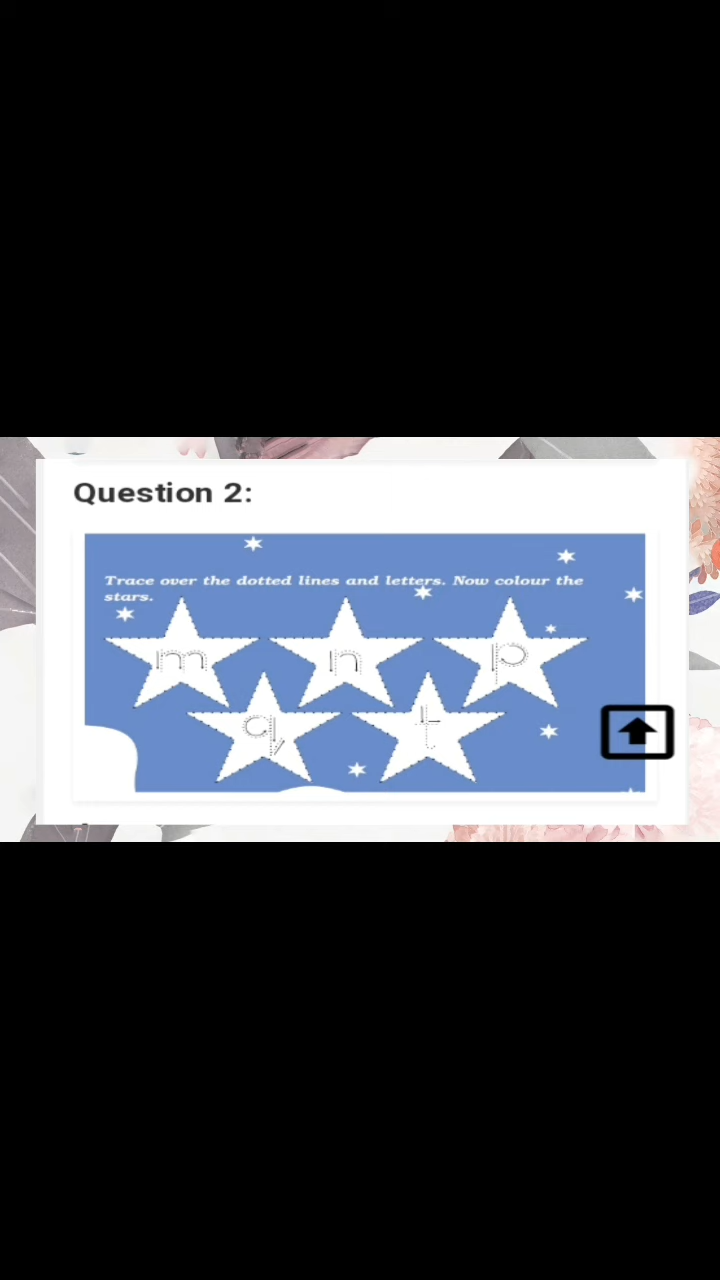 Question 2:
Trace over the dotted lines and letters. Now colour the
stars.
m n p
q t